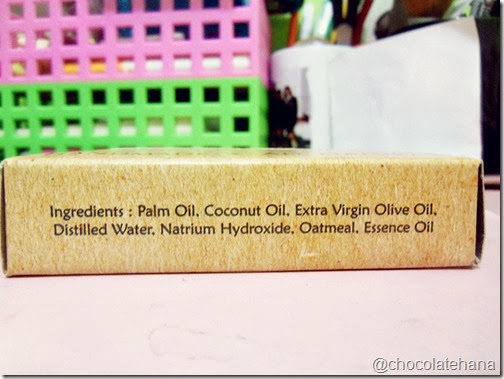 Ingredients : Palm Oil, Coconut Oil, Extra Virgin Olive Oil,
Distilled Water, Natrium Hydroxide, Oatmeal, Essence Oil
@chocolatehana